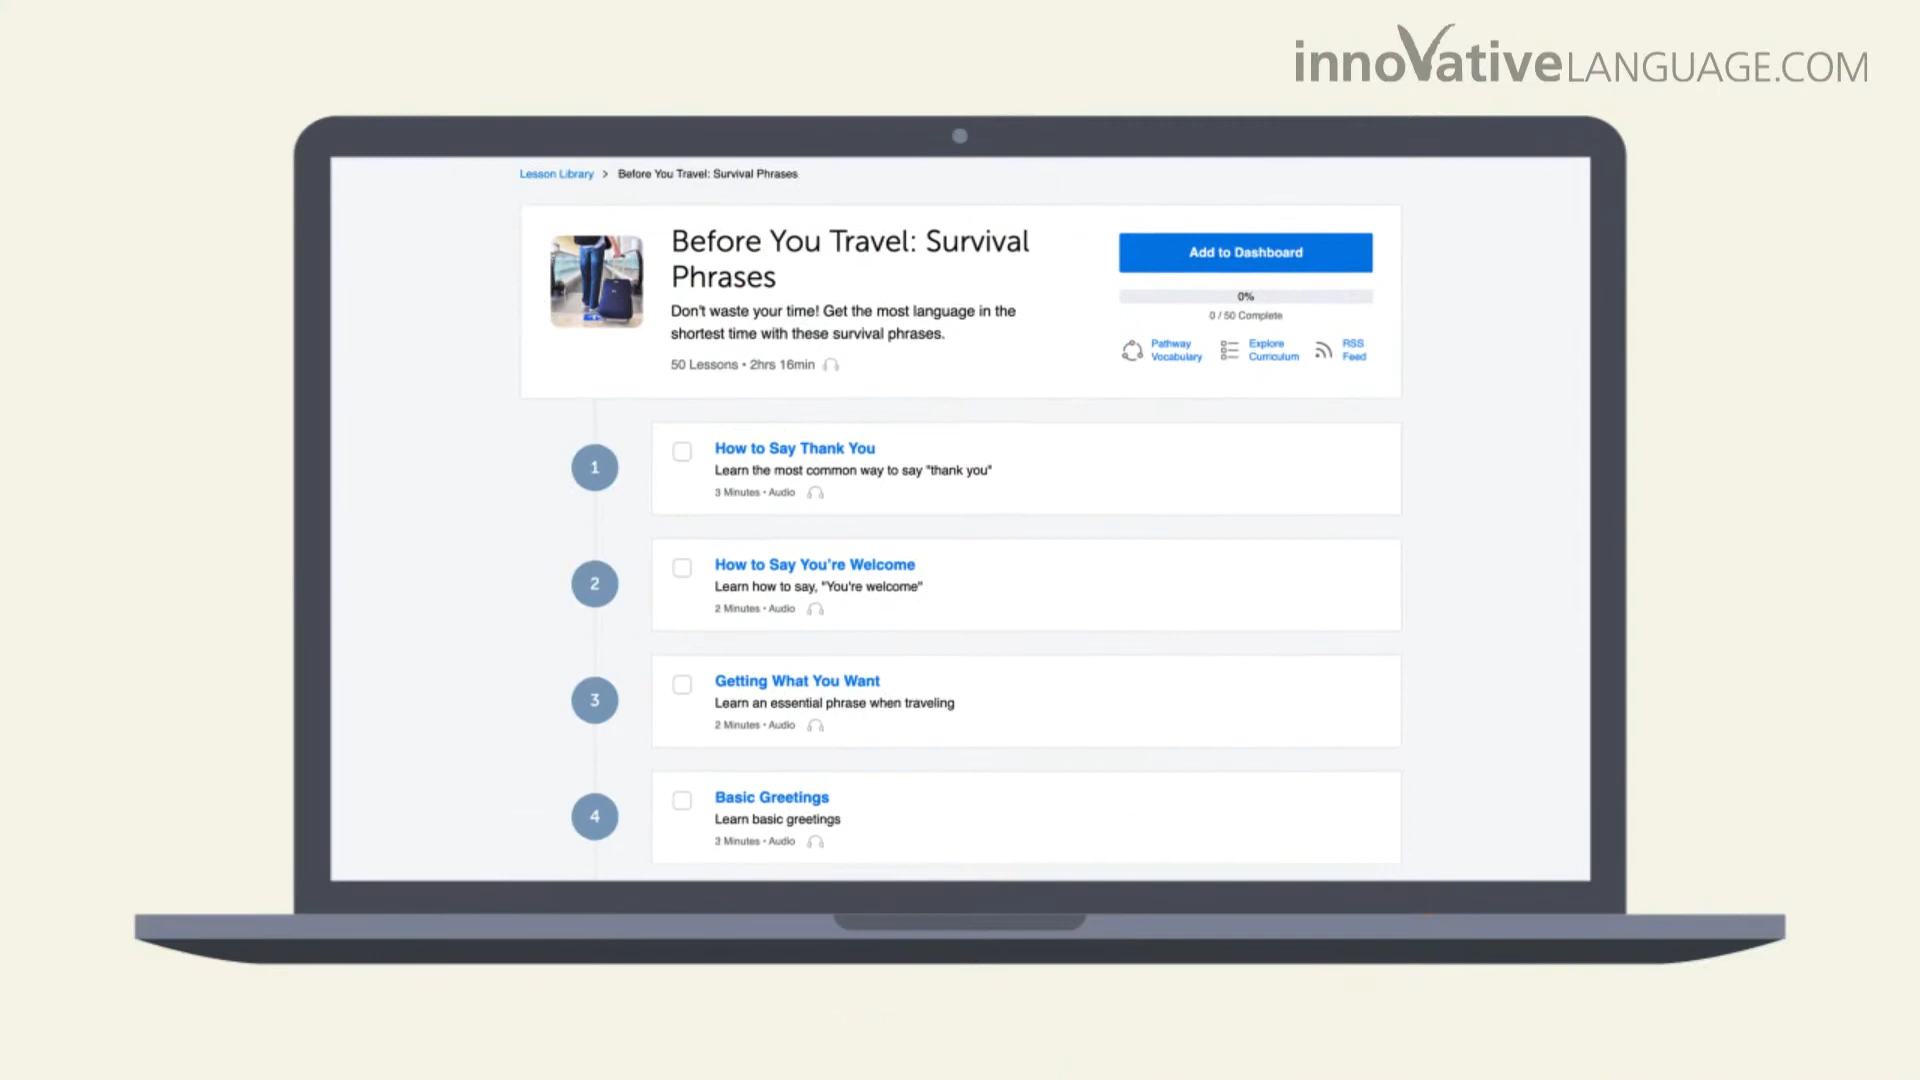 innoVative LANGUAGE.COM
Lesson Library > Before You Travel: Survival Phrases
Before You Travel: Survival
Phrases
Don't waste your time! Get the most language in the
shortest time with these survival phrases.
50 Lessons • 2hrs 16min
Add to Dashboard
0%
0 / 50 Complete
Pathway
Vocabulary
Explore
Curriculum
RSS
Feed
1
How to Say Thank You
Learn the most common way to say "thank you"
3 Minutes • Audio
2
How to Say You're Welcome
Learn how to say, "You're welcome"
2 Minutes • Audio
3
Getting What You Want
Learn an essential phrase when traveling
2 Minutes • Audio
4
Basic Greetings
Learn basic greetings
3 Minutes • Audio